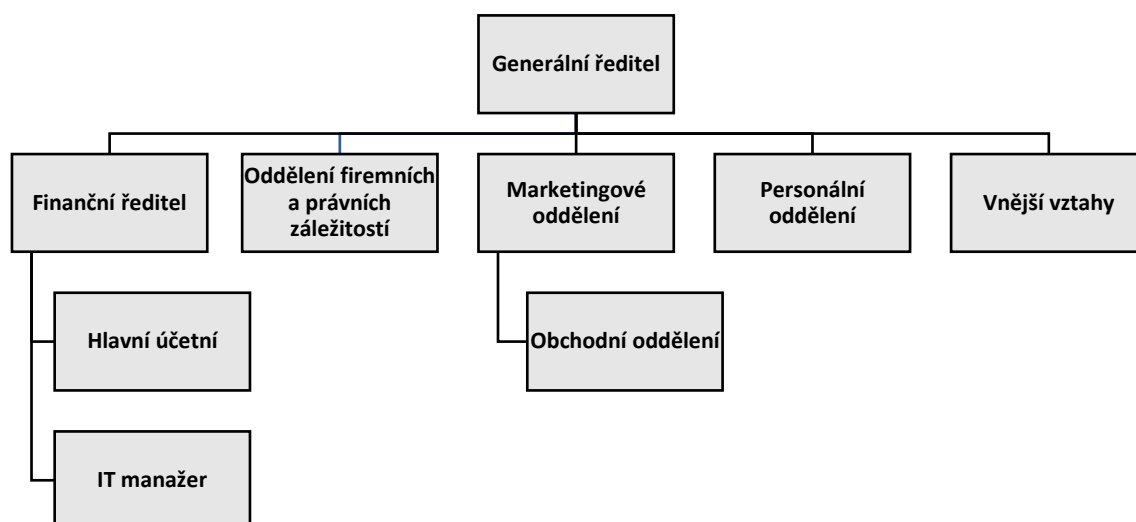 Generální ředitel
Finanční ředitel
Oddělení firemních
a právních
záležitostí
Marketingové
oddělení
Personální
oddělení
Vnější vztahy
Hlavní účetní
Obchodní oddělení
IT manažer